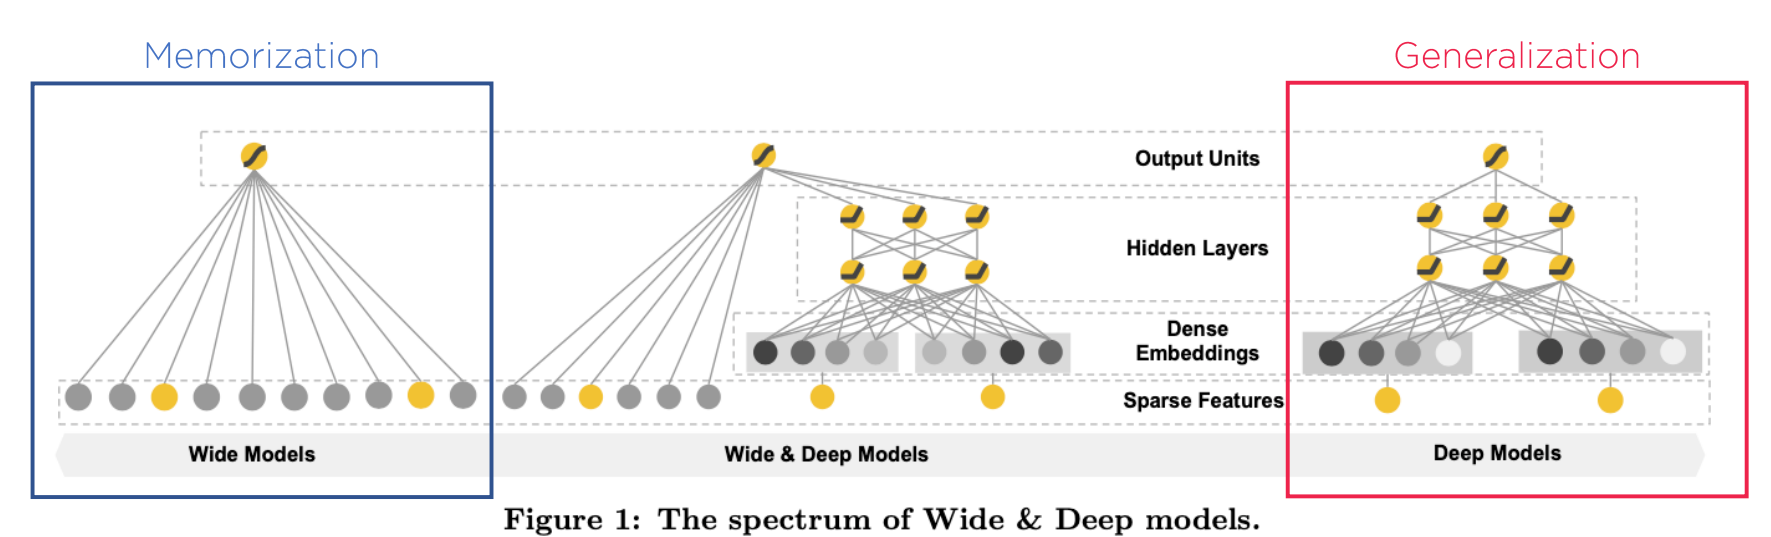 Memorization
Generalization
Output Units
Hidden Layers
Dense
Embeddings
Sparse Features
Wide Models
Wide & Deep Models
Deep Models
Figure 1: The spectrum of Wide & Deep models.